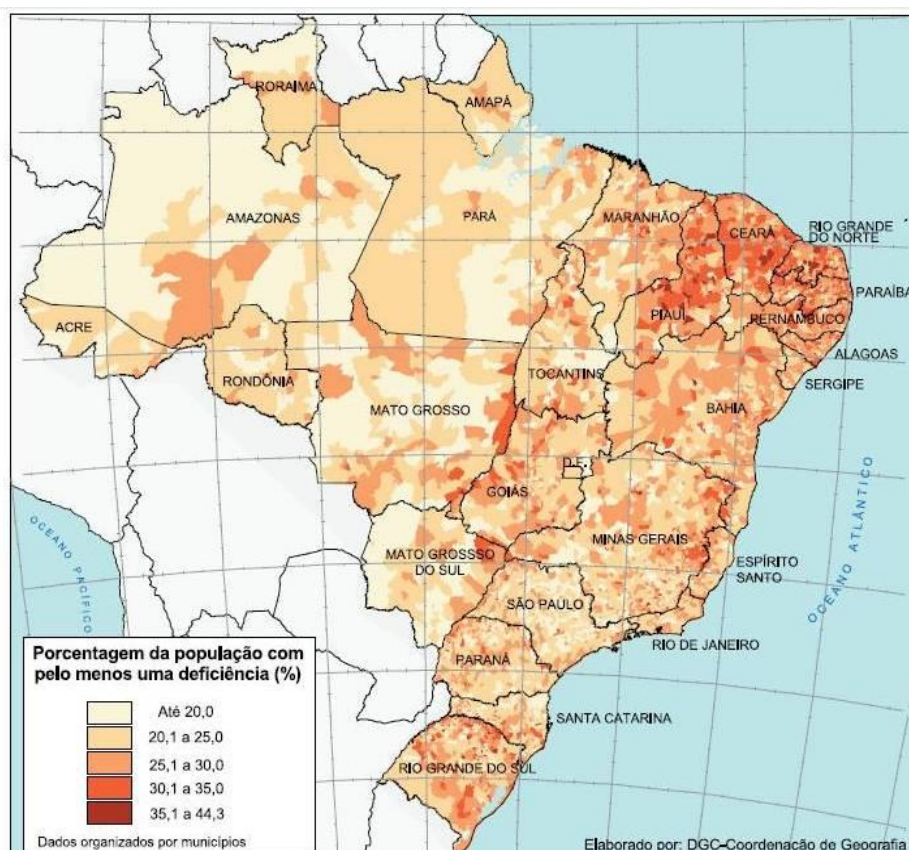 RORAIMA
AMAPÁ
AMAZONAS
PARÁ
MARANHÃO
CEARÁ
RIO GRANDE
DO NORTE
PARAÍBA
PIAUÍ
PERNAMBUCO
ACRE
ALAGOAS
RONDÔNIA
TOCANTINS
SERGIPE
MATO GROSSO
BAHIA
D.F.
GOIÁS
MINAS GERAIS
MATO GROSSSO
DO SUL
ESPÍRITO
SANTO
SÃO PAULO
RIO DE JANEIRO
PARANÁ
SANTA CATARINA
RIO GRANDE DO SUL
OCEANO PACÍFICO
OCEANO ATLÂNTICO
Porcentagem da população com
pelo menos uma deficiência (%)
Até 20,0
20,1 a 25,0
25,1 a 30,0
30,1 a 35,0
35,1 a 44,3
Dados organizados por municípios
Elaborado por: DGC-Coordenação de Geografia